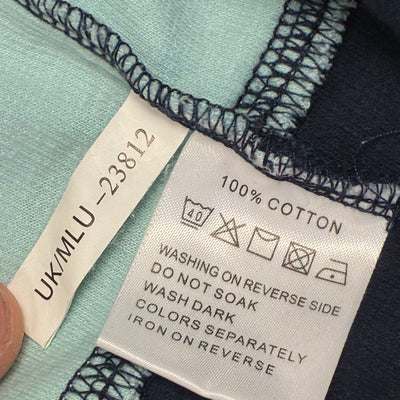 UK/MLU -23812
100% COTTON
40
WASHING ON REVERSE SIDE
DO NOT SOAK
WASH DARK
COLORS SEPARATELY
IRON ON REVERSE